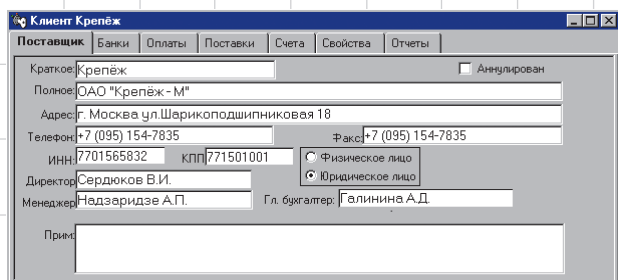 Клиент Крепёж
Поставщик Банки Оплаты Поставки Счета Свойства Отчеты
Краткое: Крепёж Аннулирован
Полное: ОАО "Крепёж - М"
Адрес: г. Москва ул.Шарикоподшипниковая 18
Телефон: +7 (095) 154-7835 Факс: +7 (095) 154-7835
ИНН: 7701565832 КПП 771501001 Физическое лицо
Юридическое лицо
Директор Сердюков В.И.
Менеджер Надзаридзе А.П. Гл. бухгалтер: Галинина А.Д.
Прим: